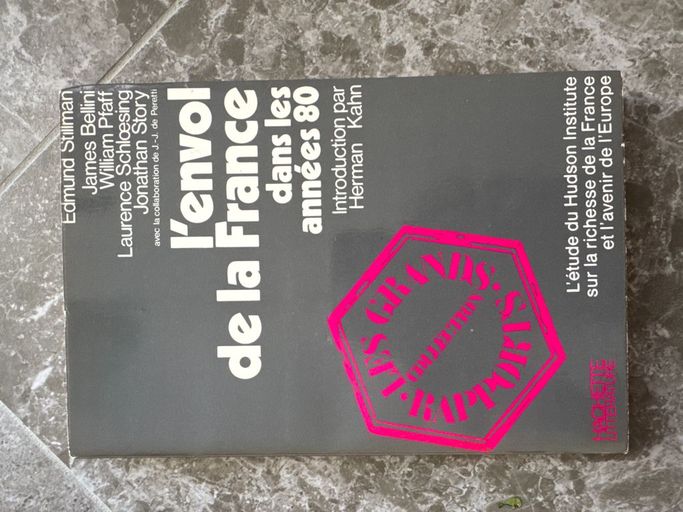 Edmund Stillman
James Bellini
William Pfaff
Laurence Schlœsing
Jonathan Story
avec la collaboration de J.-J. de Peretti
l'envol
de la France
dans les
années 80
Introduction par
Herman Kahn
LES GRANDS
COLLECTION
RAPPORTS
L'étude du Hudson Institute
sur la richesse de la France
et l'avenir de l'Europe
HACHETTE
LITTÉRATURE